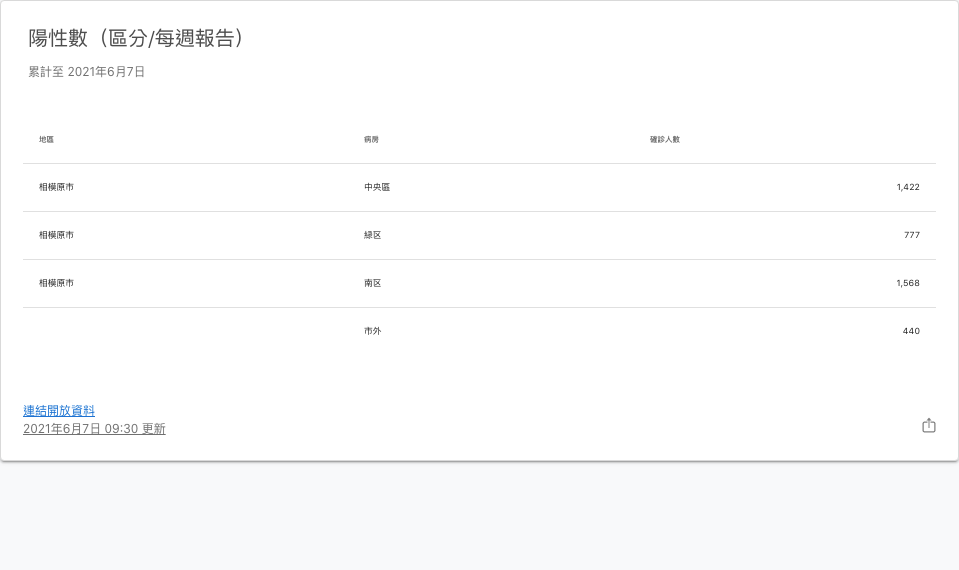 陽性數（區分/每週報告）
累計至 2021年6月7日
地區 病房 確診人數
相模原市 中央區 1,422
相模原市 緑区 777
相模原市 南区 1,568
市外 440
連結開放資料
2021年6月7日 09:30 更新